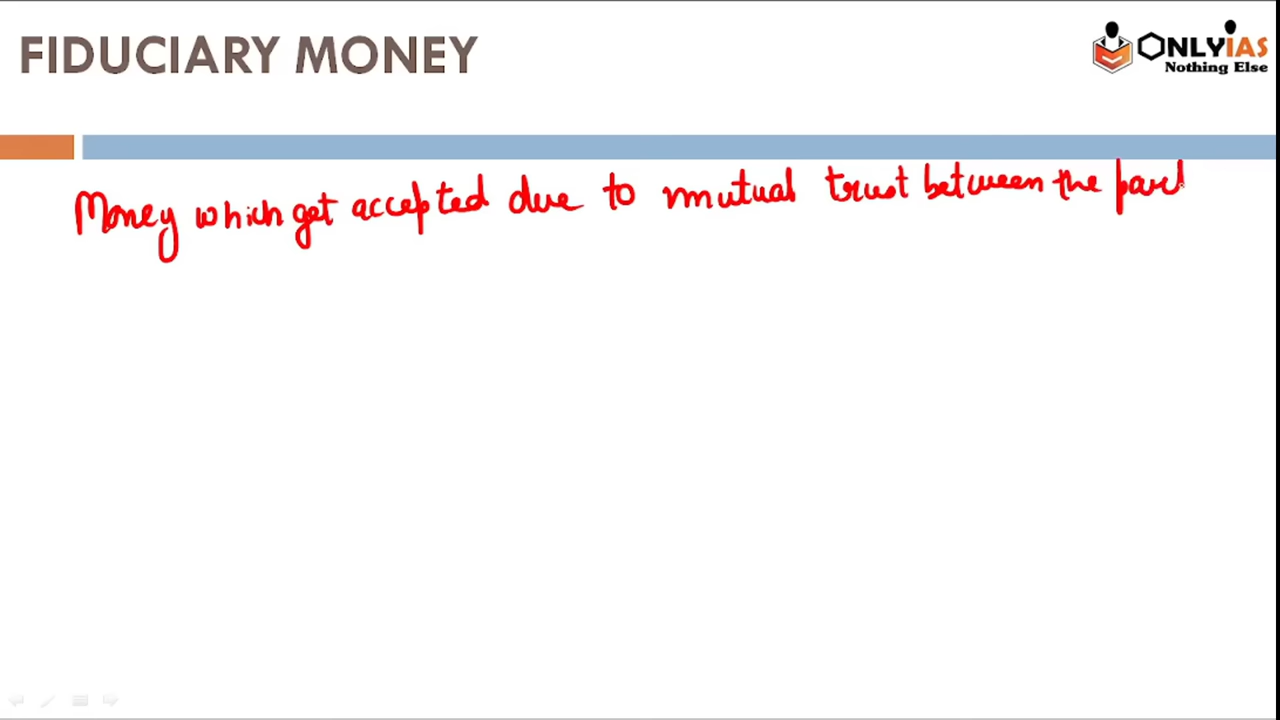 FIDUCIARY MONEY
ONLYIAS
Nothing Else
Money which get accepted due to mutual trust between the